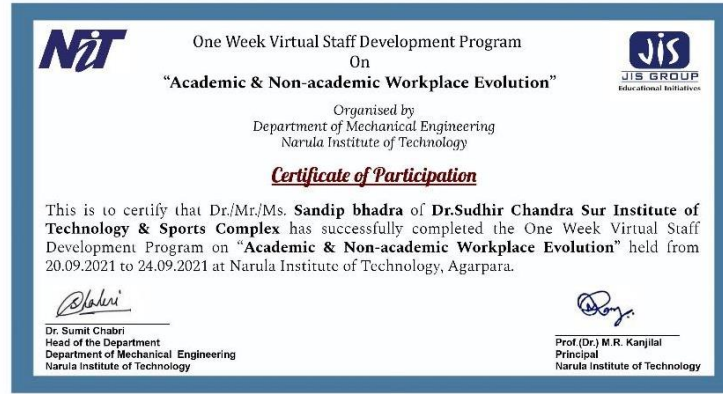 NiT
One Week Virtual Staff Development Program
On
“Academic & Non-academic Workplace Evolution”
JIS
JIS GROUP
Educational Initiatives
Organised by
Department of Mechanical Engineering
Narula Institute of Technology
Certificate of Participation
This is to certify that Dr./Mr./Ms. Sandip bhadra of Dr.Sudhir Chandra Sur Institute of
Technology & Sports Complex has successfully completed the One Week Virtual Staff
Development Program on “Academic & Non-academic Workplace Evolution” held from
20.09.2021 to 24.09.2021 at Narula Institute of Technology, Agarpara.
Dr. Sumit Chabri
Head of the Department
Department of Mechanical Engineering
Narula Institute of Technology
Prof.(Dr.) M.R. Kanjilal
Principal
Narula Institute of Technology